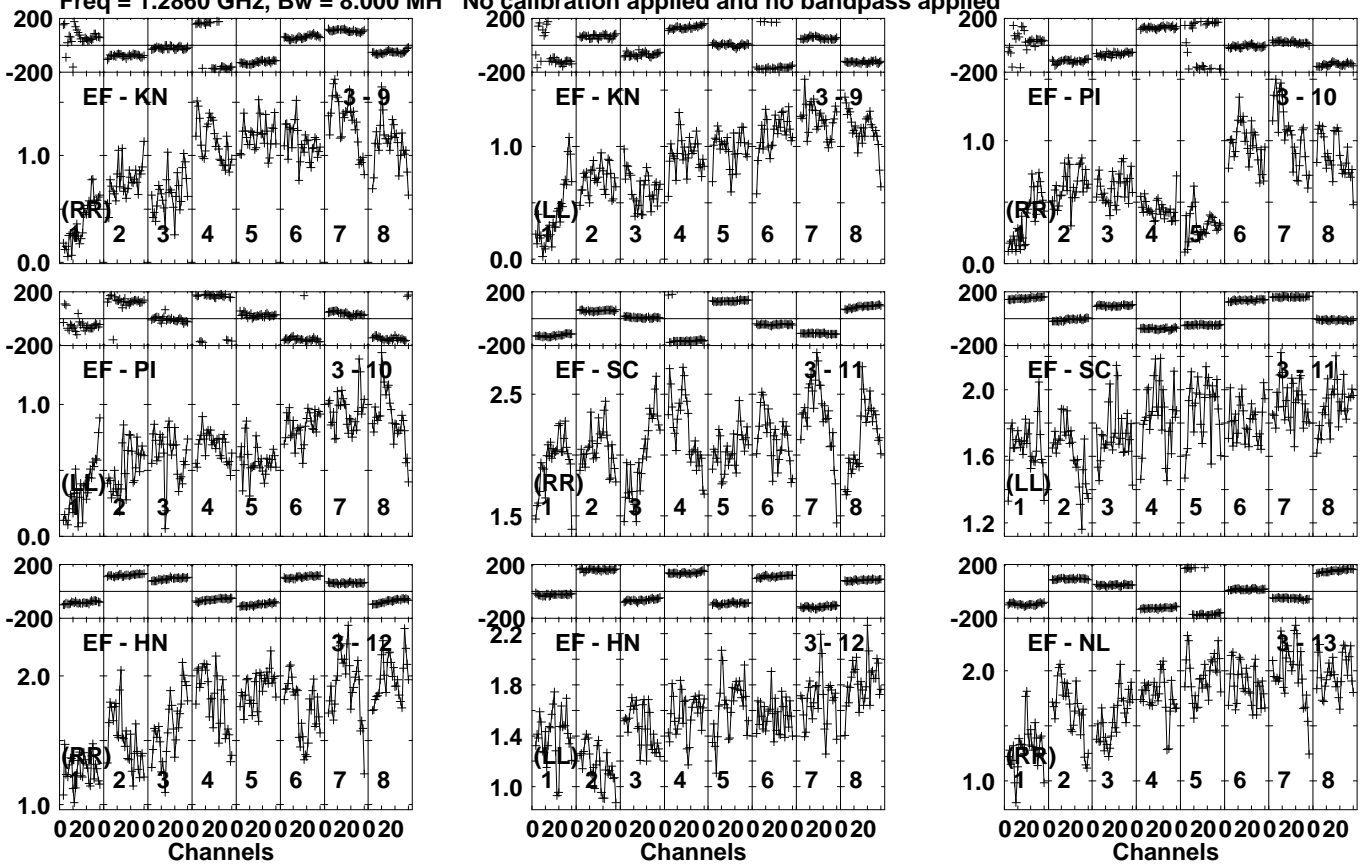 Freq = 1.2860 GHz, Bw = 8.000 MH No calibration applied and no bandpass applied
200 200 200
-200 -200 -200
EF - KN 3 - 9 EF - KN 3 - 9 EF - PI 3 - 10
1.0 1.0 1.0
(RR) (LL) (RR)
1 2 3 4 5 6 7 8 1 2 3 4 5 6 7 8 1 2 3 4 5 6 7 8
0.0 0.0 0.0
200 200 200
-200 -200 -200
EF - PI 3 - 10 EF - SC 3 - 11 EF - SC 3 - 11
1.0 2.5 2.0
1.6
(LL) (RR) (LL)
1 2 3 4 5 6 7 8 1 2 3 4 5 6 7 8 1 2 3 4 5 6 7 8
0.0 1.5 1.2
200 200 200
-200 -200 -200
EF - HN 3 - 12 2.2 EF - HN 3 - 12 EF - NL 3 - 13
2.0 1.8 2.0
1.4
(RR) (LL) (RR)
1 2 3 4 5 6 7 8 1 2 3 4 5 6 7 8 1 2 3 4 5 6 7 8
1.0 1.0 1.0
0 20 0 20 0 20 0 20 0 20 0 20 0 20 0 20 0 20 0 20 0 20 0 20 0 20 0 20 0 20 0 20 0 20 0 20 0 20 0 20 0 20 0 20 0 20 0 20
Channels Channels Channels